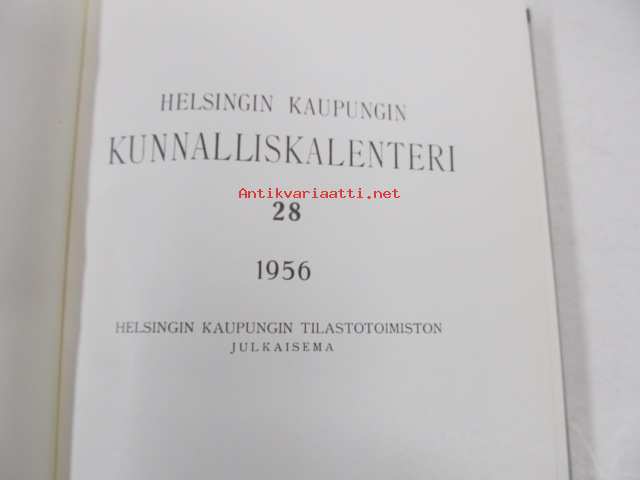 HELSINGIN KAUPUNGIN
KUNNALLISKALENTERI
Antikvariaatti.net
28
1956
HELSINGIN KAUPUNGIN TILASTOTOIMISTON
JULKAISEMA